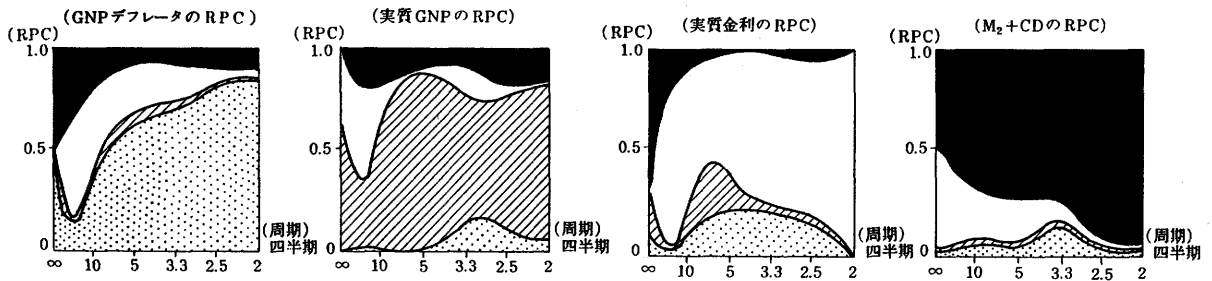 (GNPデフレータのRPC)
(RPC)
1.0
0.5
0
∞ 10 5 3.3 2.5 2
(周期)
四半期
(実質GNPのRPC)
(RPC)
1.0
0.5
0
∞ 10 5 3.3 2.5 2
(周期)
四半期
(実質金利のRPC)
(RPC)
1.0
0.5
0
∞ 10 5 3.3 2.5 2
(周期)
四半期
(M₂+CDのRPC)
(RPC)
1.0
0.5
0
∞ 10 5 3.3 2.5 2
(周期)
四半期